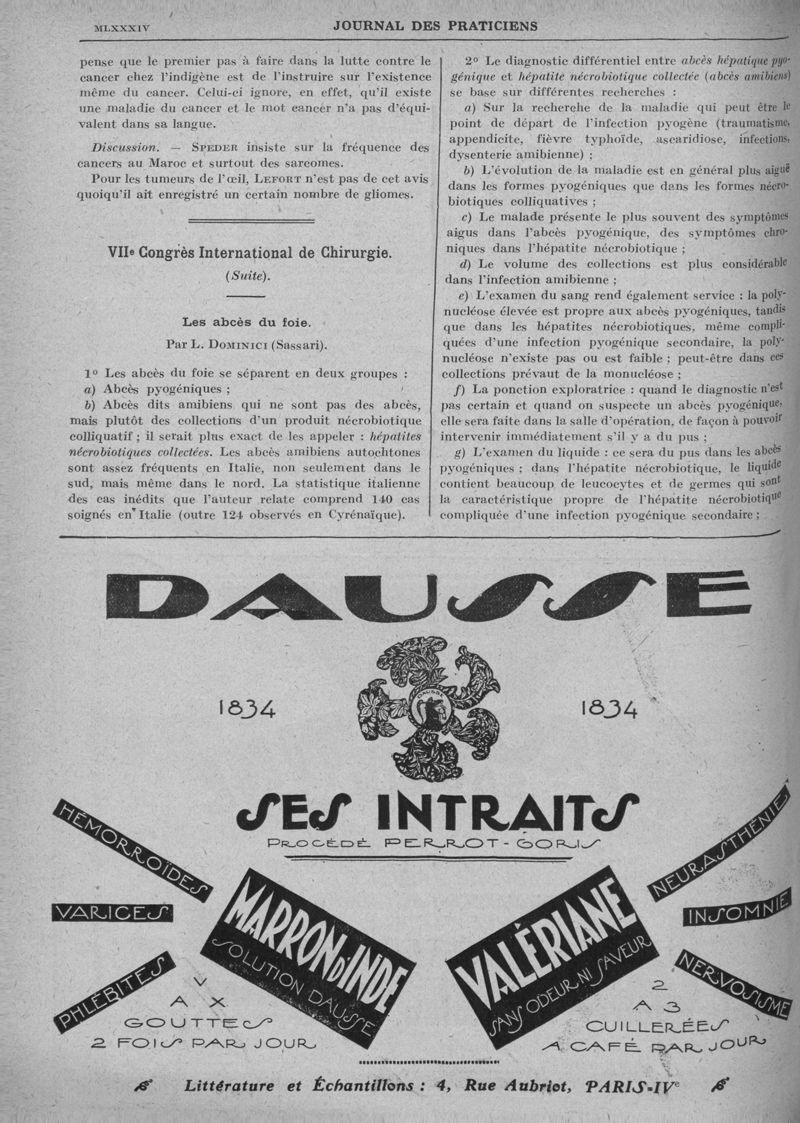 MLXXXIV
JOURNAL DES PRATICIENS
pense que le premier pas à faire dans la lutte contre le
cancer chez l'indigène est de l'instruire sur l'existence
même du cancer. Celui-ci ignore, en effet, qu'il existe
une maladie du cancer et le mot cancer n'a pas d'équi-
valent dans sa langue.
Discussion. — SPEDER insiste sur la fréquence des
cancers au Maroc et surtout des sarcomes.
Pour les tumeurs de l'œil, LEFORT n'est pas de cet avis
quoiqu'il ait enregistré un certain nombre de gliomes.
VIIe Congrès International de Chirurgie.
(Suite).
Les abcès du foie.
Par L. DOMINICI (Sassari).
1° Les abcès du foie se séparent en deux groupes :
a) Abcès pyogéniques ;
b) Abcès dits amibiens qui ne sont pas des abcès,
mais plutôt des collections d'un produit nécrobiotique
colliquatif ; il serait plus exact de les appeler : hépatites
nécrobiotiques collectées. Les abcès amibiens autochtones
sont assez fréquents en Italie, non seulement dans le
sud, mais même dans le nord. La statistique italienne
des cas inédits que l'auteur relate comprend 140 cas
soignés en Italie (outre 124 observés en Cyrénaïque).
2° Le diagnostic différentiel entre abcès hépatique pyo-
génique et hépatite nécrobiotique collectée (abcès amibiens)
se base sur différentes recherches :
a) Sur la recherche de la maladie qui peut être le
point de départ de l'infection pyogène (traumatisme,
appendicite, fièvre typhoïde, ascaridiose, infections,
dysenterie amibienne) ;
b) L'évolution de la maladie est en général plus aiguë
dans les formes pyogéniques que dans les formes nécro-
biotiques colliquatives ;
c) Le malade présente le plus souvent des symptômes
aigus dans l'abcès pyogénique, des symptômes chro-
niques dans l'hépatite nécrobiotique ;
d) Le volume des collections est plus considérable
dans l'infection amibienne ;
e) L'examen du sang rend également service : la poly-
nucléose élevée est propre aux abcès pyogéniques, tandis
que dans les hépatites nécrobiotiques, même compli-
quées d'une infection pyogénique secondaire, la poly-
nucléose n'existe pas ou est faible ; peut-être dans ces
collections prévaut de la monucléose ;
f) La ponction exploratrice : quand le diagnostic n'est
pas certain et quand on suspecte un abcès pyogénique,
elle sera faite dans la salle d'opération, de façon à pouvoir
intervenir immédiatement s'il y a du pus ;
g) L'examen du liquide : ce sera du pus dans les abcès
pyogéniques ; dans l'hépatite nécrobiotique, le liquide
contient beaucoup de leucocytes et de germes qui sont
la caractéristique propre de l'hépatite nécrobiotique
compliquée d'une infection pyogénique secondaire ;
DAUSSE
1834
DAUSSE
1834
SES INTRAITS
PROCÉDÉ PERROT-GORIS
HÉMORROÏDES
VARICES
PHLÉBITES
MARRON D'INDE
SOLUTION DAUSSE
V
A X
GOUTTES
2 FOIS PAR JOUR
VALÉRIANE
SANS ODEUR NI SAVEUR
NEURASTHÉNIE
INSOMNIE
NERVOSISME
2
A 3
CUILLERÉES
A CAFÉ PAR JOUR
Littérature et Échantillons : 4, Rue Aubriot, PARIS-IVe